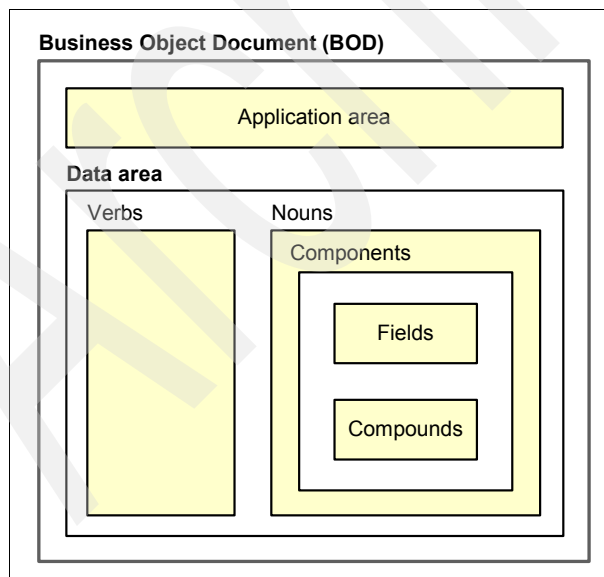 Business Object Document (BOD)
Application area
Data area
Verbs
Nouns
Components
Fields
Compounds